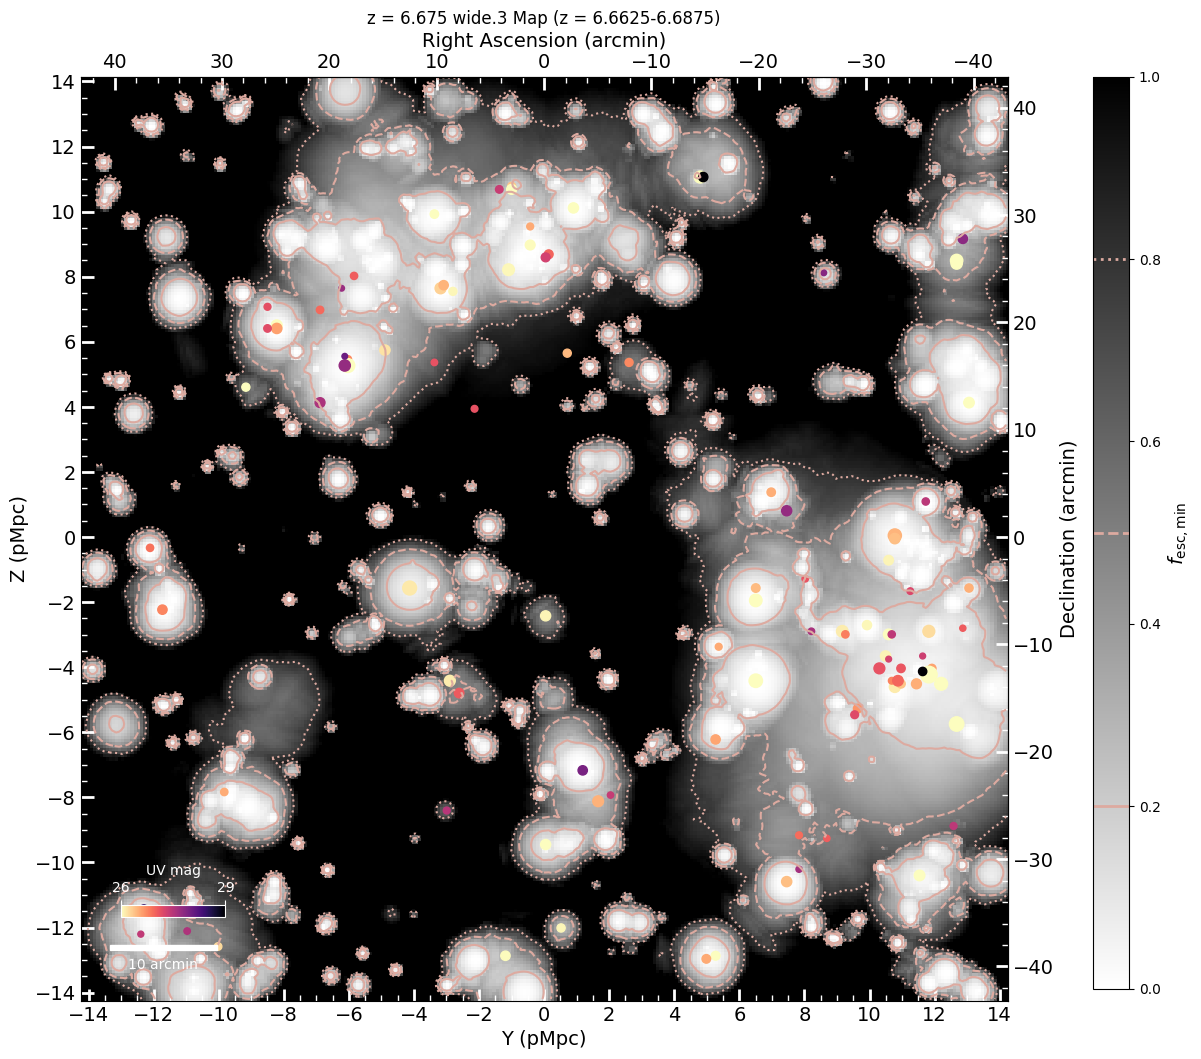 z = 6.675 wide.3 Map (z = 6.6625-6.6875)
Right Ascension (arcmin)
40 30 20 10 0 −10 −20 −30 −40
14 12 10 8 6 4 2 0 −2 −4 −6 −8 −10 −12 −14
Z (pMpc)
40 30 20 10 0 −10 −20 −30 −40
Declination (arcmin)
1.0 0.8 0.6 0.4 0.2 0.0
fesc, min
UV mag
26 29
10 arcmin
−14 −12 −10 −8 −6 −4 −2 0 2 4 6 8 10 12 14
Y (pMpc)